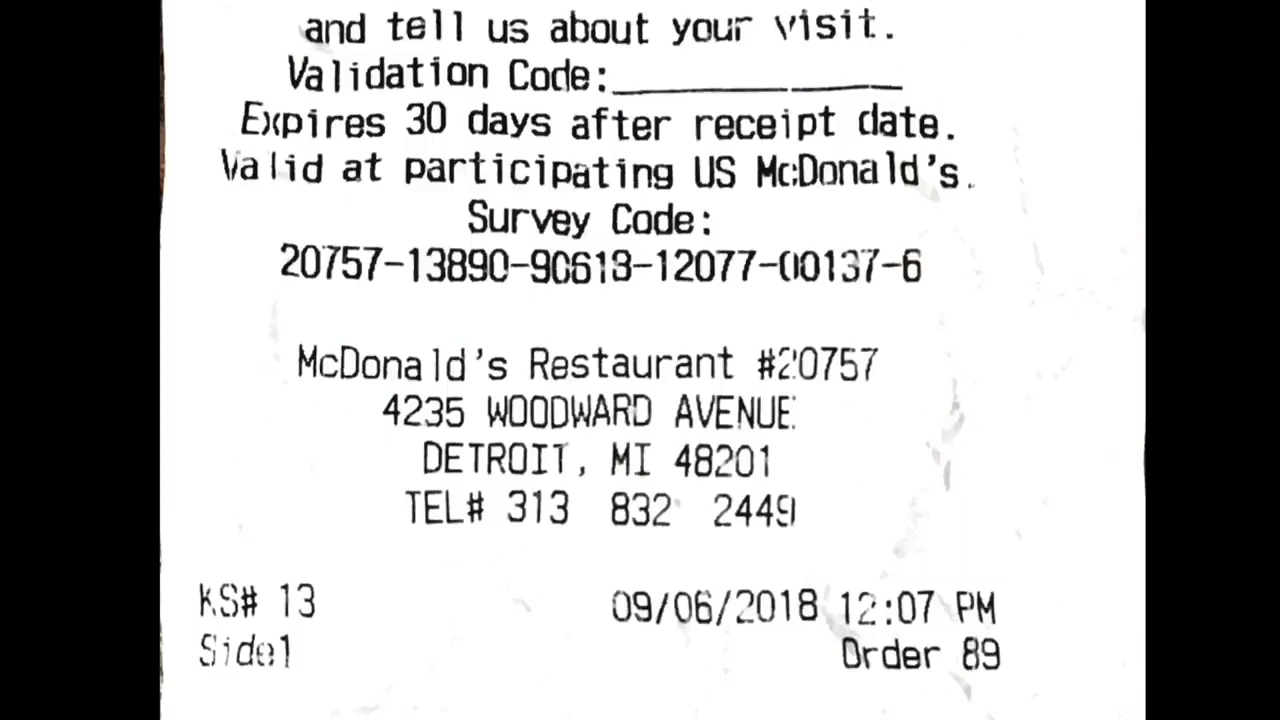 and tell us about your visit.
Validation Code:
Expires 30 days after receipt date.
Valid at participating US McDonald's.
Survey Code:
20757-13890-90618-12077-00137-6
McDonald's Restaurant #20757
4235 WOODWARD AVENUE
DETROIT, MI 48201
TEL# 313 832 2449
KS# 13 09/06/2018 12:07 PM
Side1 Order 89